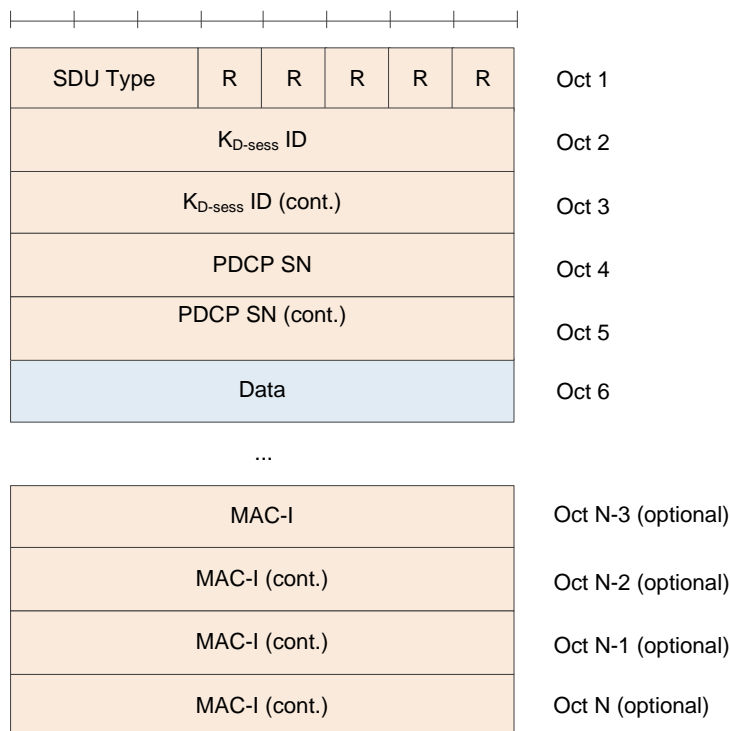 SDU Type R R R R R Oct 1
K_D-sess ID Oct 2
K_D-sess ID (cont.) Oct 3
PDCP SN Oct 4
PDCP SN (cont.) Oct 5
Data Oct 6
...
MAC-I Oct N-3 (optional)
MAC-I (cont.) Oct N-2 (optional)
MAC-I (cont.) Oct N-1 (optional)
MAC-I (cont.) Oct N (optional)